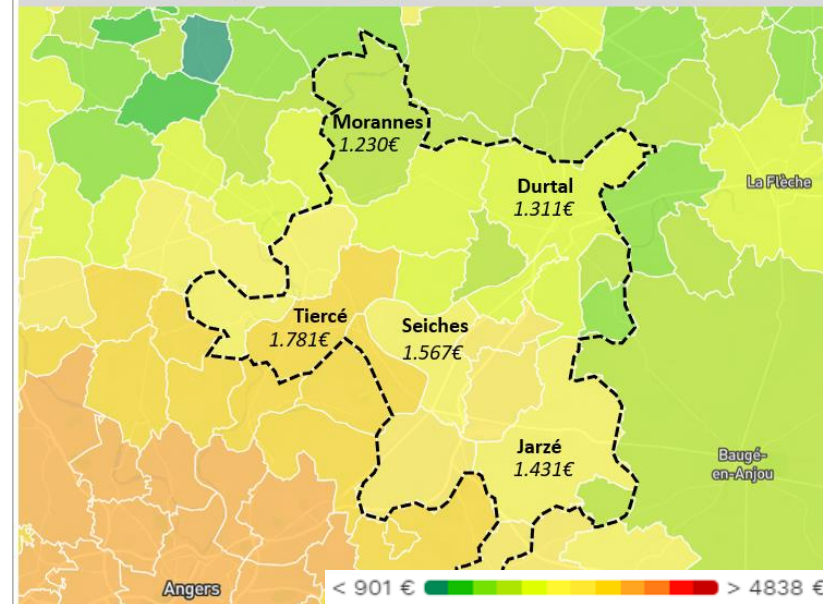 Morannes
1.230€
Durtal
1.311€
La Flèche
Tiercé
1.781€
Seiches
1.567€
Jarzé
1.431€
Baugé-
en-Anjou
Angers
< 901 € > 4838 €